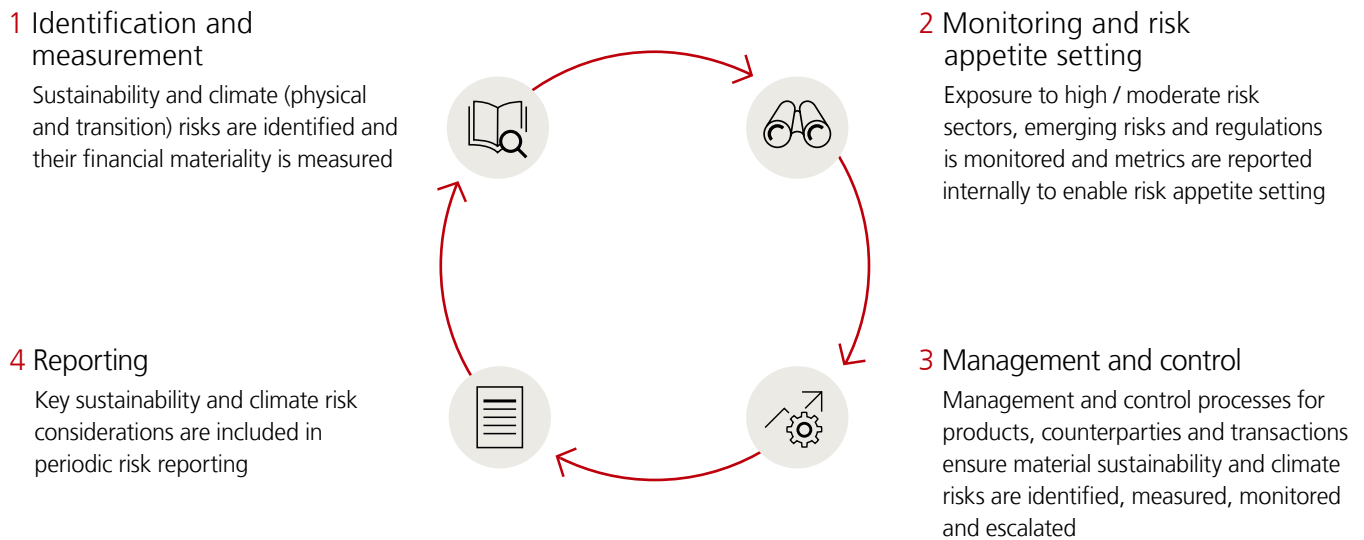 1 Identification and
measurement
Sustainability and climate (physical
and transition) risks are identified and
their financial materiality is measured
2 Monitoring and risk
appetite setting
Exposure to high / moderate risk
sectors, emerging risks and regulations
is monitored and metrics are reported
internally to enable risk appetite setting
3 Management and control
Management and control processes for
products, counterparties and transactions
ensure material sustainability and climate
risks are identified, measured, monitored
and escalated
4 Reporting
Key sustainability and climate risk
considerations are included in
periodic risk reporting